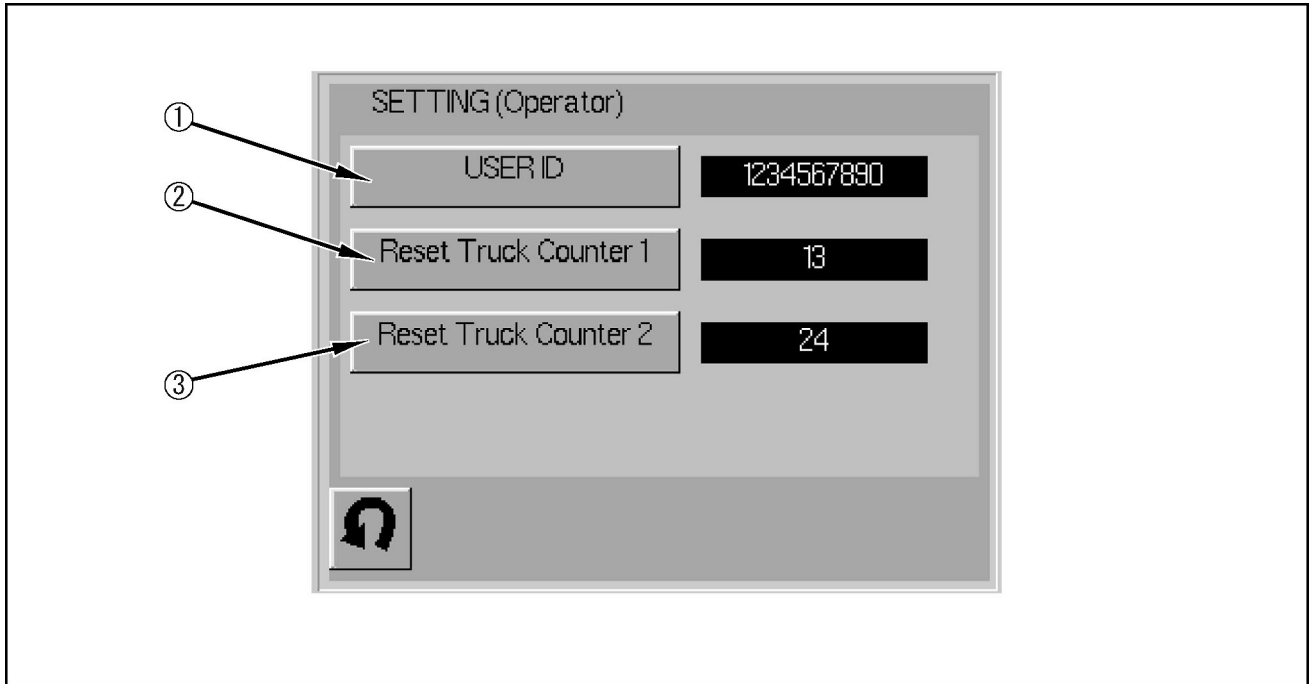 SETTING (Operator)
① USER ID 1234567890
② Reset Truck Counter 1 13
③ Reset Truck Counter 2 24